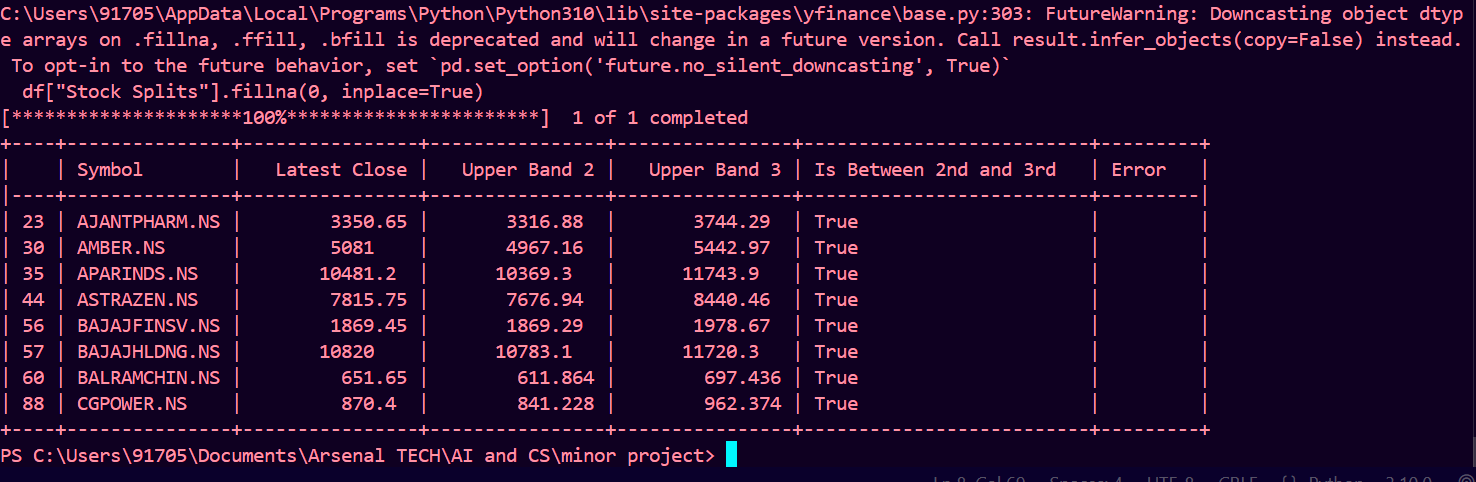 C:\Users\91705\AppData\Local\Programs\Python\Python310\lib\site-packages\yfinance\base.py:303: FutureWarning: Downcasting object dtyp
e arrays on .fillna, .ffill, .bfill is deprecated and will change in a future version. Call result.infer_objects(copy=False) instead.
 To opt-in to the future behavior, set `pd.set_option('future.no_silent_downcasting', True)`
  df["Stock Splits"].fillna(0, inplace=True)
[*********************100%***********************]  1 of 1 completed
+----+---------------+----------------+----------------+----------------+--------------------------+---------+
|    | Symbol        |   Latest Close |   Upper Band 2 |   Upper Band 3 | Is Between 2nd and 3rd   | Error   |
|----+---------------+----------------+----------------+----------------+--------------------------+---------|
| 23 | AJANTPHARM.NS |        3350.65 |       3316.88  |       3744.29  | True                     |         |
| 30 | AMBER.NS      |        5081    |       4967.16  |       5442.97  | True                     |         |
| 35 | APARINDS.NS   |       10481.2  |      10369.3   |      11743.9   | True                     |         |
| 44 | ASTRAZEN.NS   |        7815.75 |       7676.94  |       8440.46  | True                     |         |
| 56 | BAJAJFINSV.NS |        1869.45 |       1869.29  |       1978.67  | True                     |         |
| 57 | BAJAJHLDNG.NS |       10820    |      10783.1   |      11720.3   | True                     |         |
| 60 | BALRAMCHIN.NS |         651.65 |        611.864 |        697.436 | True                     |         |
| 88 | CGPOWER.NS    |         870.4  |        841.228 |        962.374 | True                     |         |
+----+---------------+----------------+----------------+----------------+--------------------------+---------+
PS C:\Users\91705\Documents\Arsenal TECH\AI and CS\minor project>